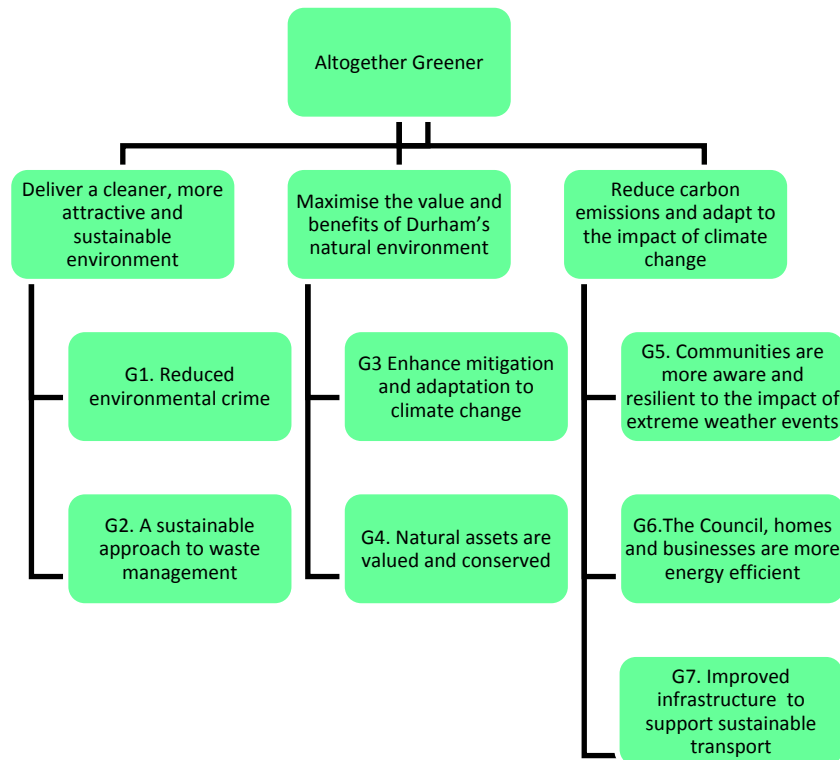 Altogether Greener
Deliver a cleaner, more
attractive and
sustainable
environment
Maximise the value and
benefits of Durham’s
natural environment
Reduce carbon
emissions and adapt to
the impact of climate
change
G1. Reduced
environmental crime
G2. A sustainable
approach to waste
management
G3 Enhance mitigation
and adaptation to
climate change
G4. Natural assets are
valued and conserved
G5. Communities are
more aware and
resilient to the impact of
extreme weather events
G6.The Council, homes
and businesses are more
energy efficient
G7. Improved
infrastructure to
support sustainable
transport